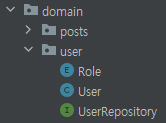 domain
posts
user
E Role
C User
I UserRepository